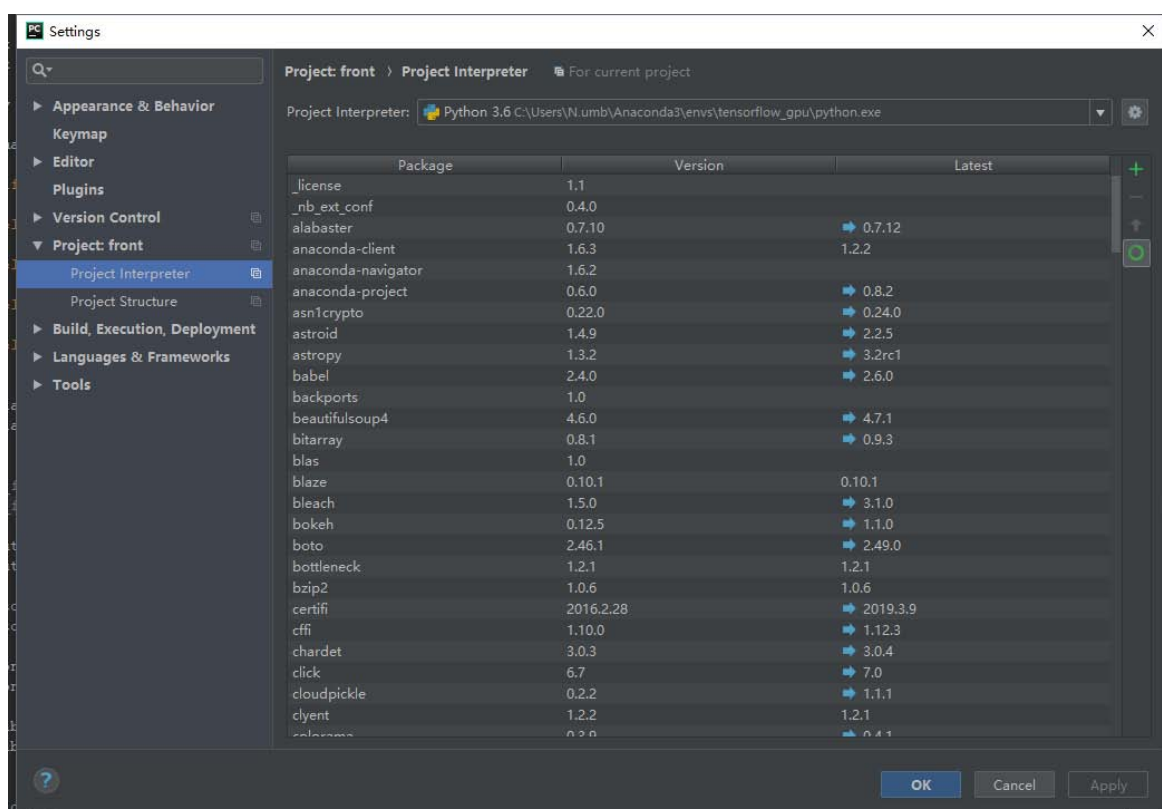 PC Settings
Project: front > Project Interpreter For current project
Appearance & Behavior
Keymap
Editor
Plugins
Version Control
Project: front
Project Interpreter
Project Structure
Build, Execution, Deployment
Languages & Frameworks
Tools
Project Interpreter: Python 3.6 C:\Users\N.umb\Anaconda3\envs\tensorflow_gpu\python.exe
Package Version Latest
_license 1.1
_nb_ext_conf 0.4.0
alabaster 0.7.10 0.7.12
anaconda-client 1.6.3 1.2.2
anaconda-navigator 1.6.2
anaconda-project 0.6.0 0.8.2
asn1crypto 0.22.0 0.24.0
astroid 1.4.9 2.2.5
astropy 1.3.2 3.2rc1
babel 2.4.0 2.6.0
backports 1.0
beautifulsoup4 4.6.0 4.7.1
bitarray 0.8.1 0.9.3
blas 1.0
blaze 0.10.1 0.10.1
bleach 1.5.0 3.1.0
bokeh 0.12.5 1.1.0
boto 2.46.1 2.49.0
bottleneck 1.2.1 1.2.1
bzip2 1.0.6 1.0.6
certifi 2016.2.28 2019.3.9
cffi 1.10.0 1.12.3
chardet 3.0.3 3.0.4
click 6.7 7.0
cloudpickle 0.2.2 1.1.1
clyent 1.2.2 1.2.1
colorama 0.3.9 0.4.1
? OK Cancel Apply